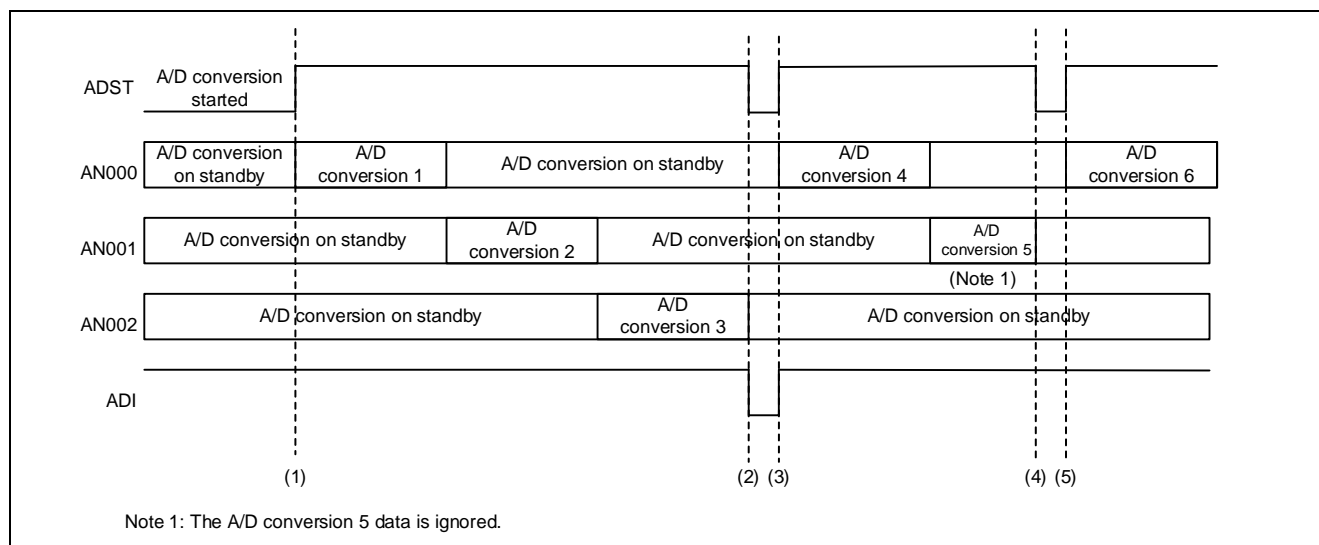 ADST
A/D conversion
started
AN000
A/D conversion
on standby
A/D
conversion 1
A/D conversion on standby
A/D
conversion 4
A/D
conversion 6
AN001
A/D conversion on standby
A/D
conversion 2
A/D conversion on standby
A/D
conversion 5
(Note 1)
AN002
A/D conversion on standby
A/D
conversion 3
A/D conversion on standby
ADI
(1)
(2)
(3)
(4)
(5)
Note 1: The A/D conversion 5 data is ignored.